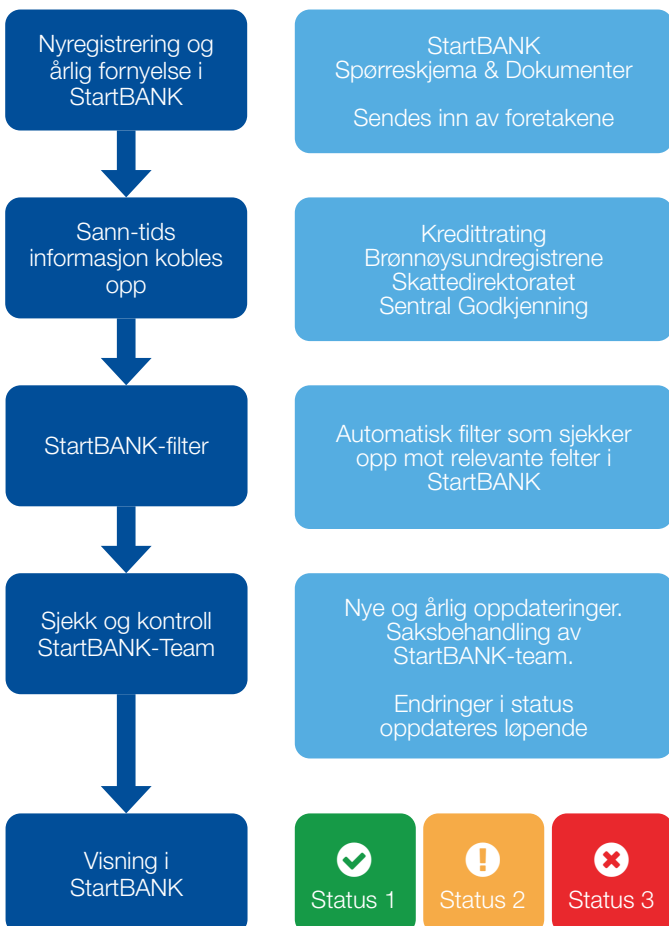 Nyregistrering og
årlig fornyelse i
StartBANK
StartBANK
Spørreskjema & Dokumenter
Sendes inn av foretakene
Sann-tids
informasjon kobles
opp
Kredittrating
Brønnøysundregistrene
Skattedirektoratet
Sentral Godkjenning
StartBANK-filter
Automatisk filter som sjekker
opp mot relevante felter i
StartBANK
Sjekk og kontroll
StartBANK-Team
Nye og årlig oppdateringer.
Saksbehandling av
StartBANK-team.
Endringer i status
oppdateres løpende
Visning i
StartBANK
Status 1
Status 2
Status 3